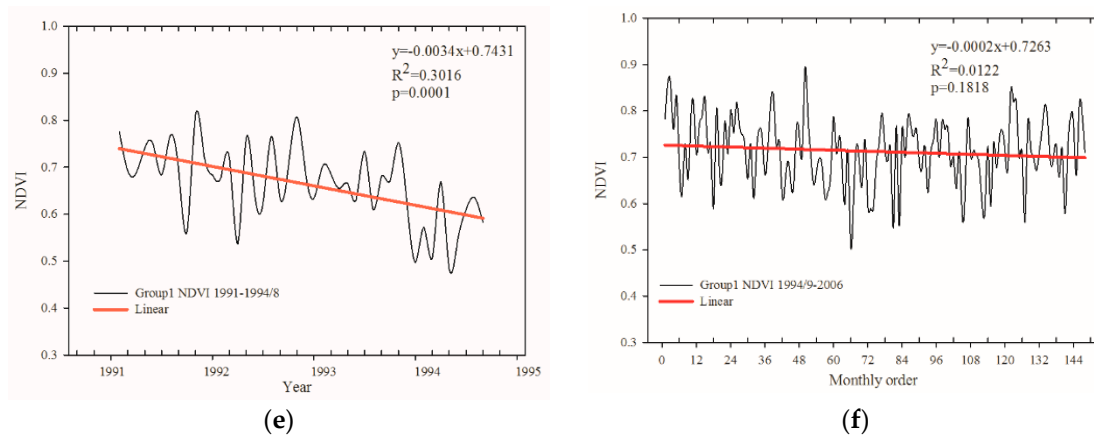 1.0
0.9
0.8
0.7
0.6
0.5
0.4
0.3
NDVI
y=-0.0034x+0.7431
R²=0.3016
p=0.0001
Group1 NDVI 1991-1994/8
Linear
1991 1992 1993 1994 1995
Year
(e)
1.0
0.9
0.8
0.7
0.6
0.5
0.4
0.3
NDVI
y=-0.0002x+0.7263
R²=0.0122
p=0.1818
Group1 NDVI 1994/9-2006
Linear
0 12 24 36 48 60 72 84 96 108 120 132 144
Monthly order
(f)